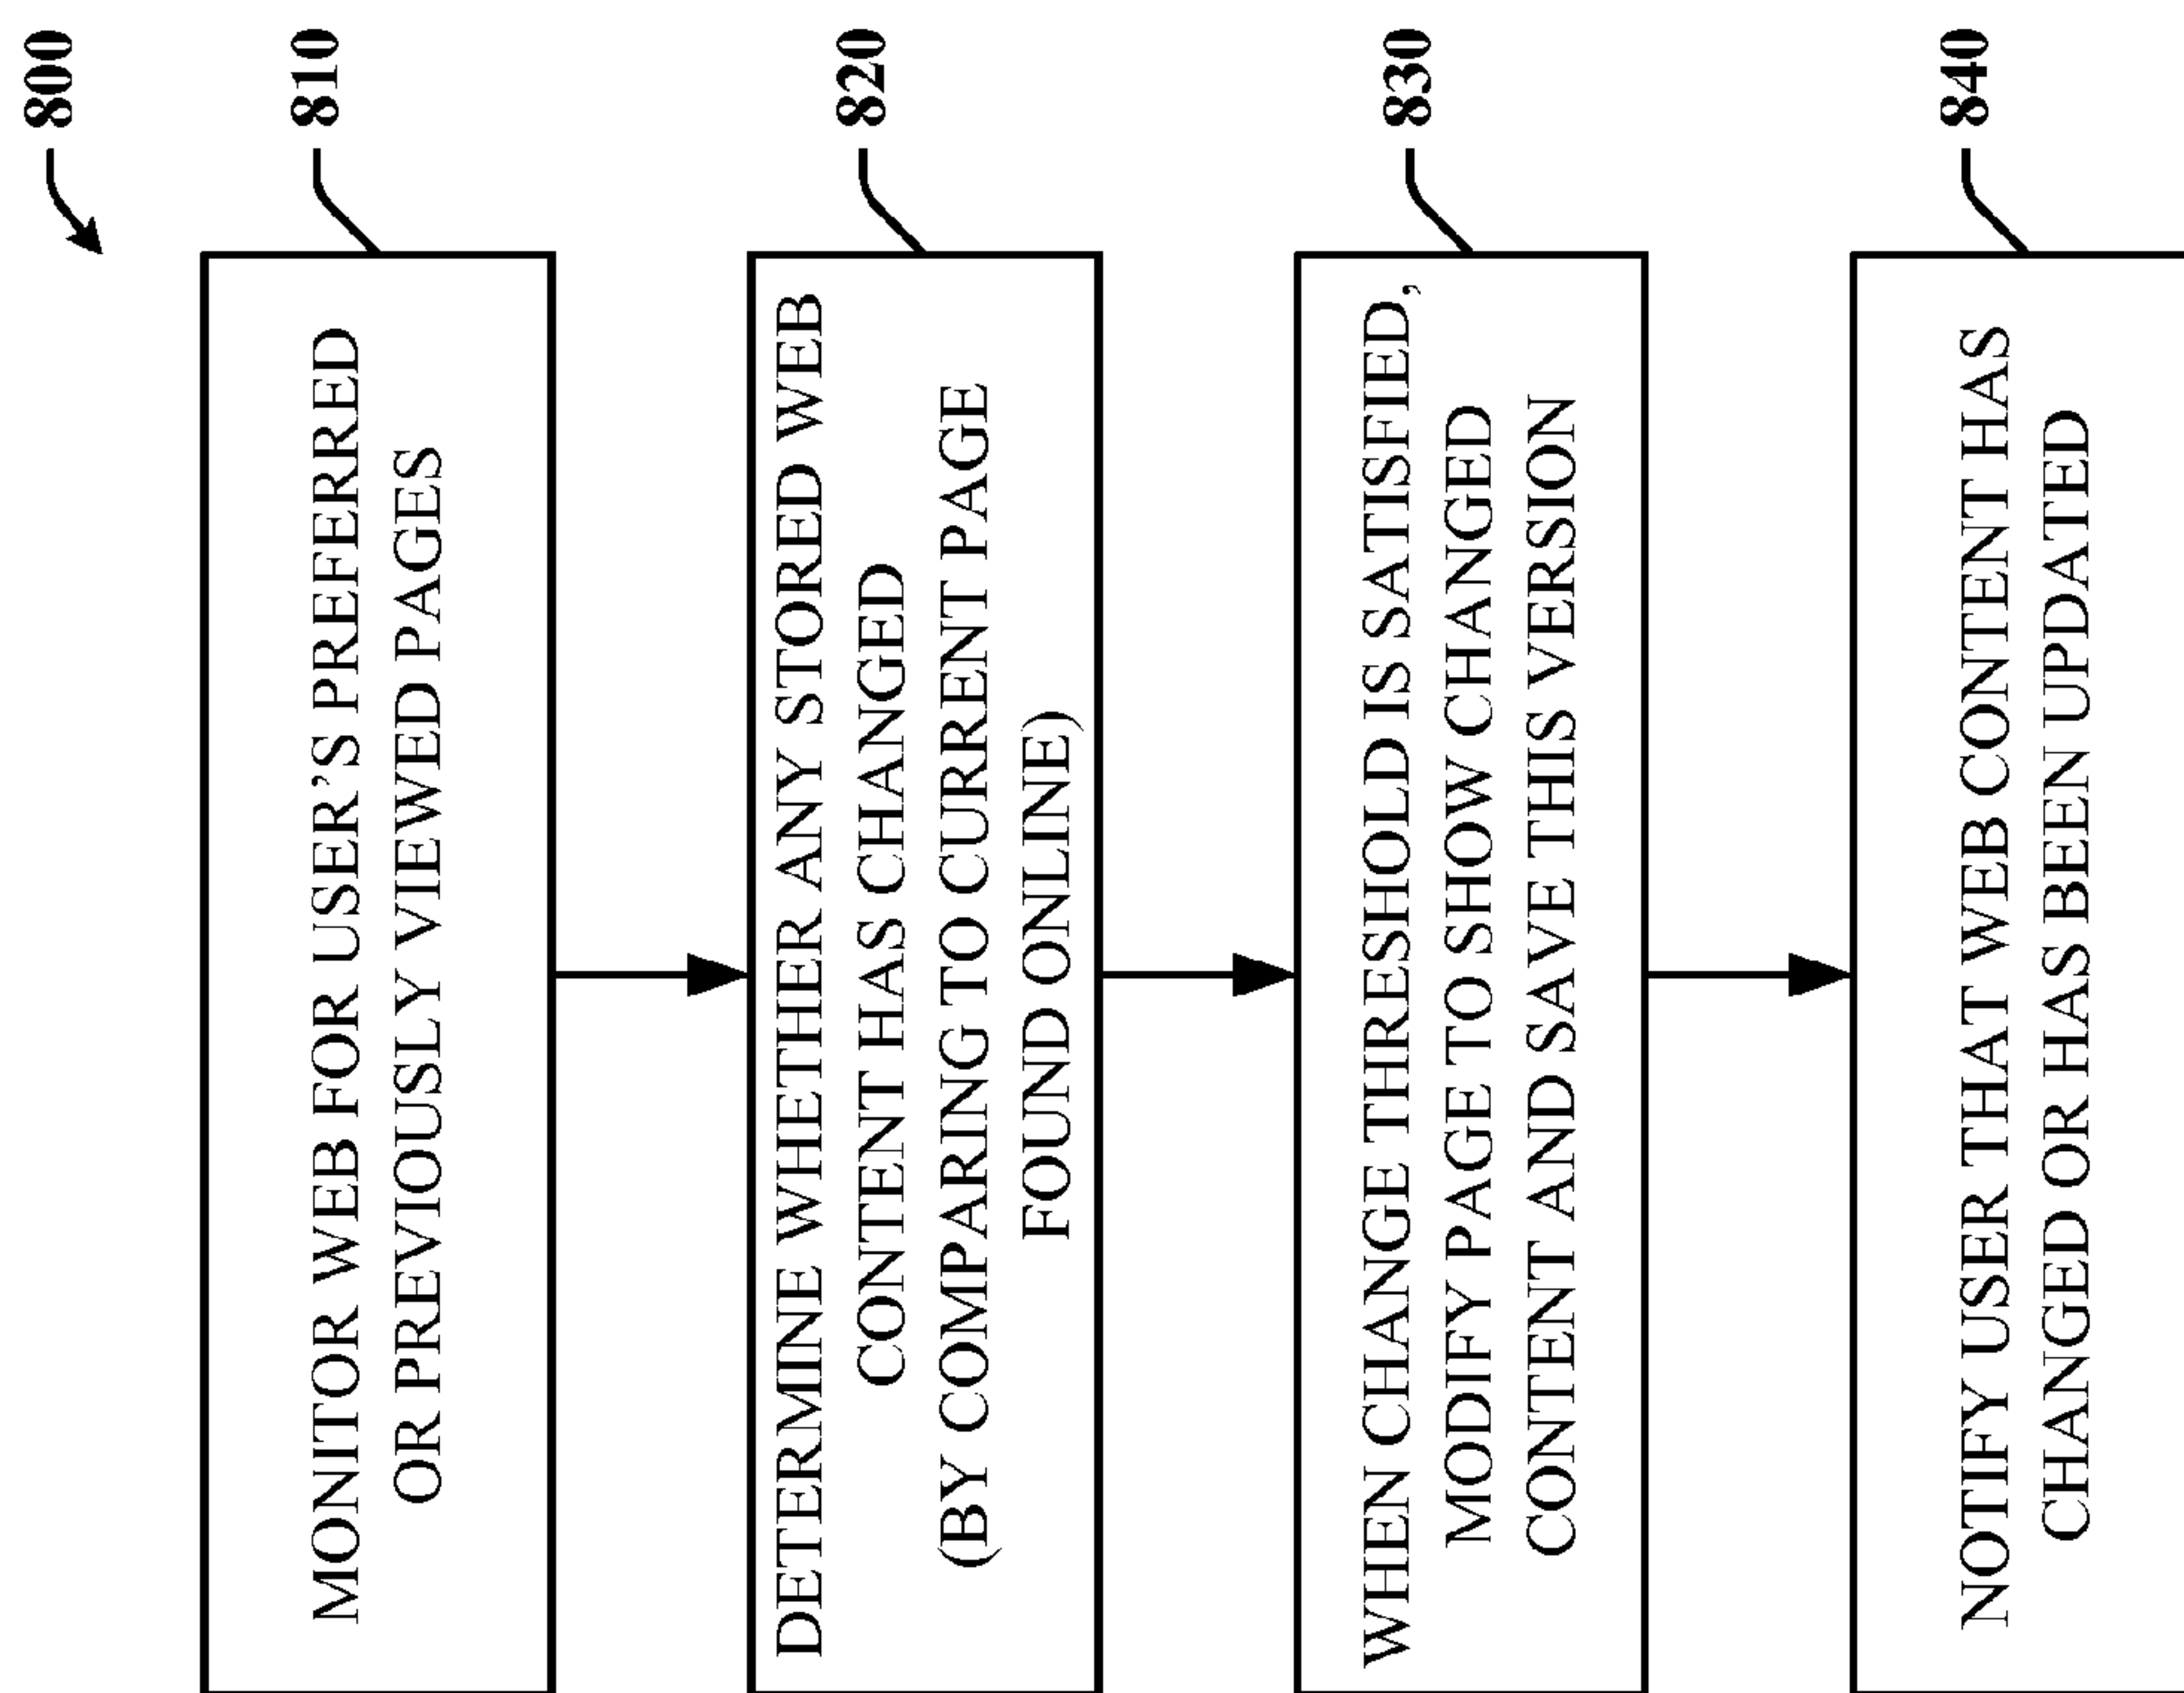 800
810
MONITOR WEB FOR USER’S PREFERRED
OR PREVIOUSLY VIEWED PAGES
820
DETERMINE WHETHER ANY STORED WEB
CONTENT HAS CHANGED
(BY COMPARING TO CURRENT PAGE
FOUND ONLINE)
830
WHEN CHANGE THRESHOLD IS SATISFIED,
MODIFY PAGE TO SHOW CHANGED
CONTENT AND SAVE THIS VERSION
840
NOTIFY USER THAT WEB CONTENT HAS
CHANGED OR HAS BEEN UPDATED